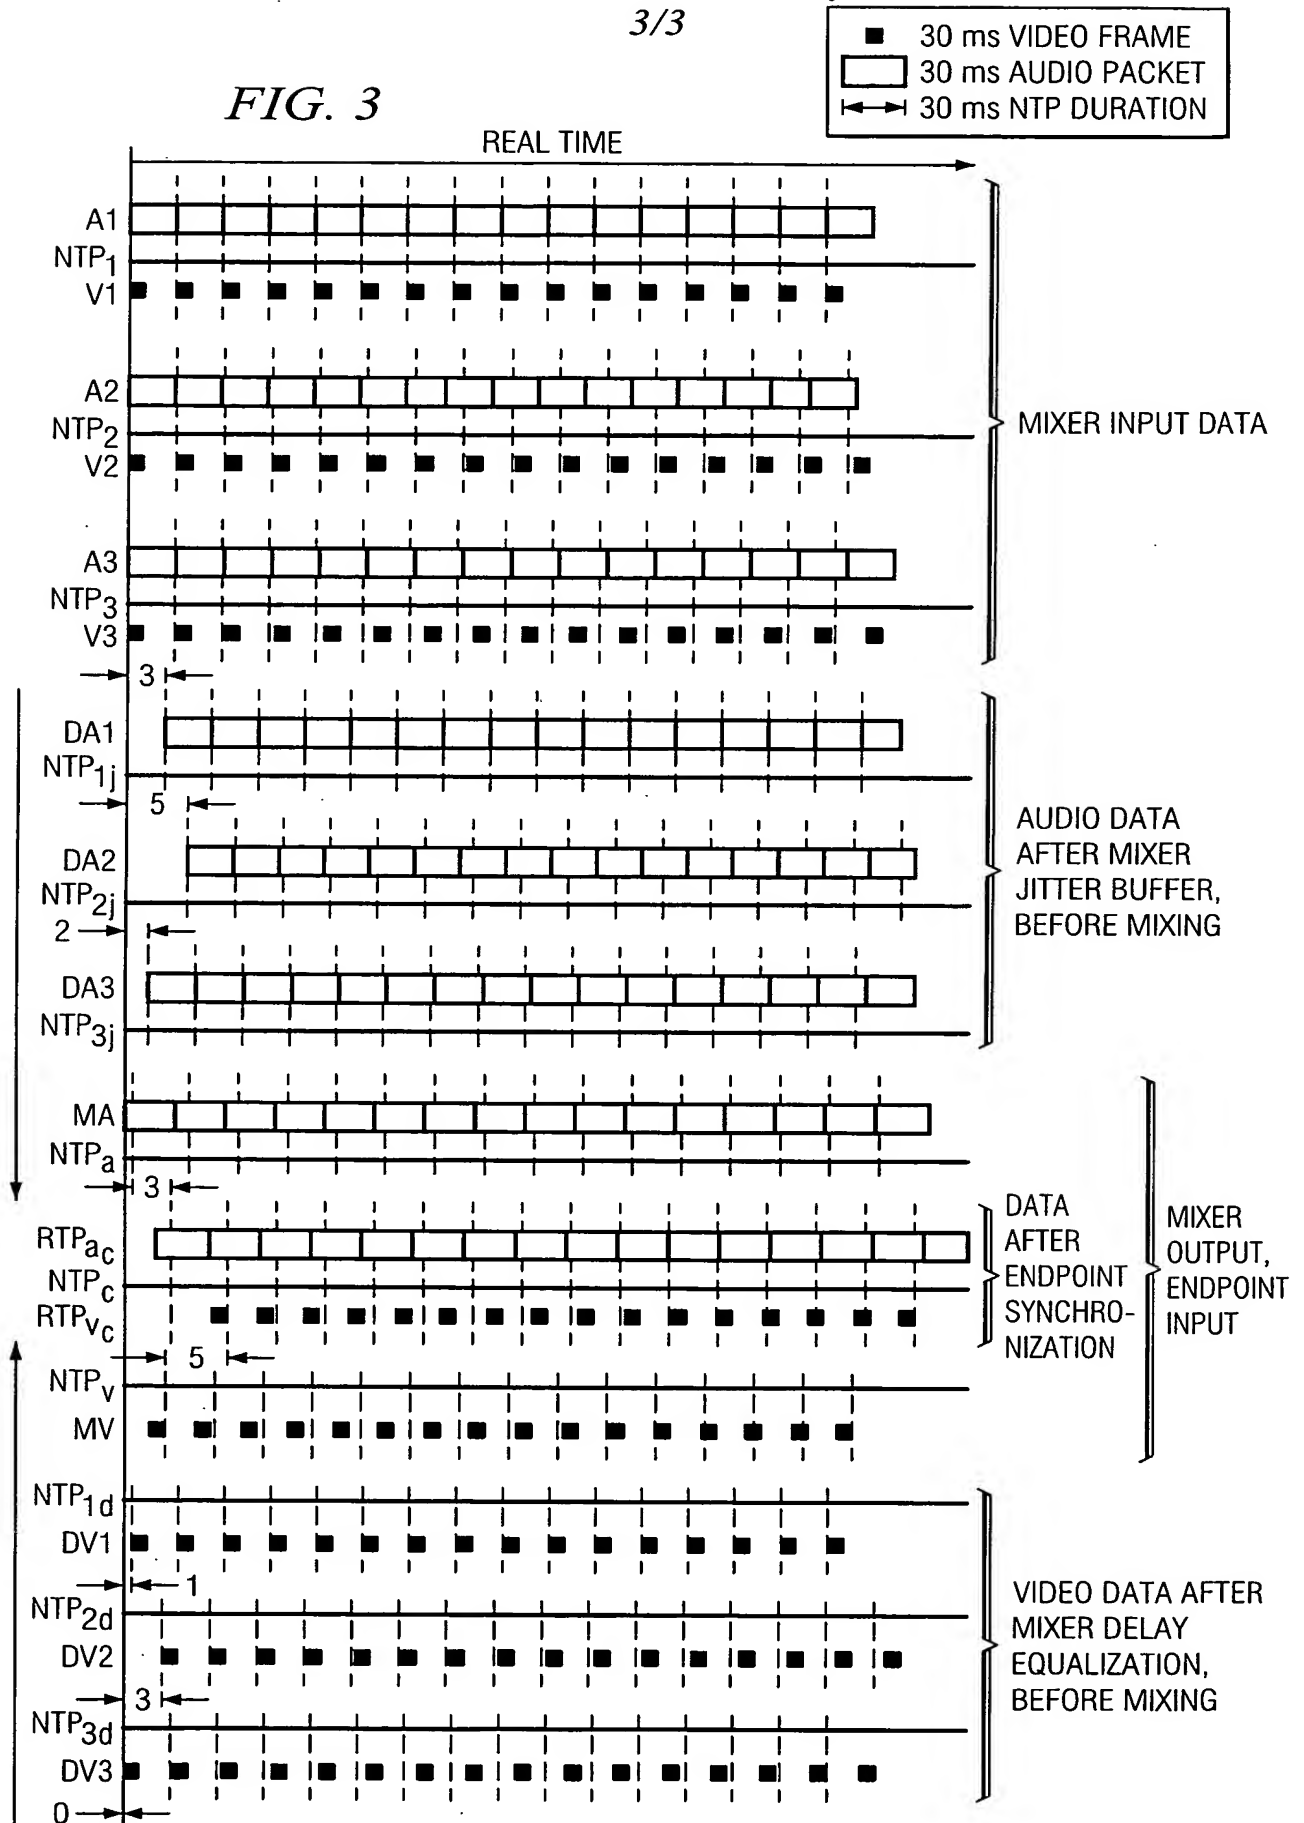 3/3
30 ms VIDEO FRAME
30 ms AUDIO PACKET
30 ms NTP DURATION
FIG. 3
REAL TIME
A1
NTP1
V1
A2
NTP2
V2
MIXER INPUT DATA
A3
NTP3
V3
3
DA1
NTP1j
5
DA2
NTP2j
2
DA3
NTP3j
AUDIO DATA
AFTER MIXER
JITTER BUFFER,
BEFORE MIXING
MA
NTPa
3
RTPac
NTPc
RTPvc
DATA
AFTER
ENDPOINT
SYNCHRO-
NIZATION
MIXER
OUTPUT,
ENDPOINT
INPUT
5
NTPv
MV
NTP1d
DV1
1
NTP2d
DV2
3
NTP3d
DV3
0
VIDEO DATA AFTER
MIXER DELAY
EQUALIZATION,
BEFORE MIXING